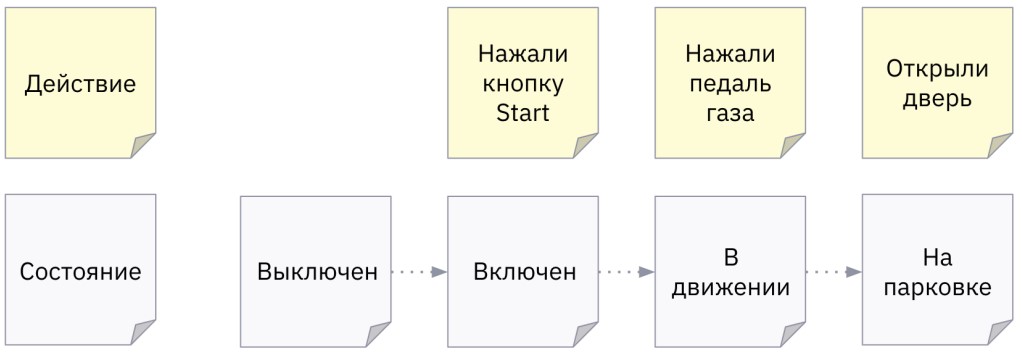 Действие
Нажали
кнопку
Start
Нажали
педаль
газа
Открыли
дверь
Состояние
Выключен
Включен
В
движении
На
парковке